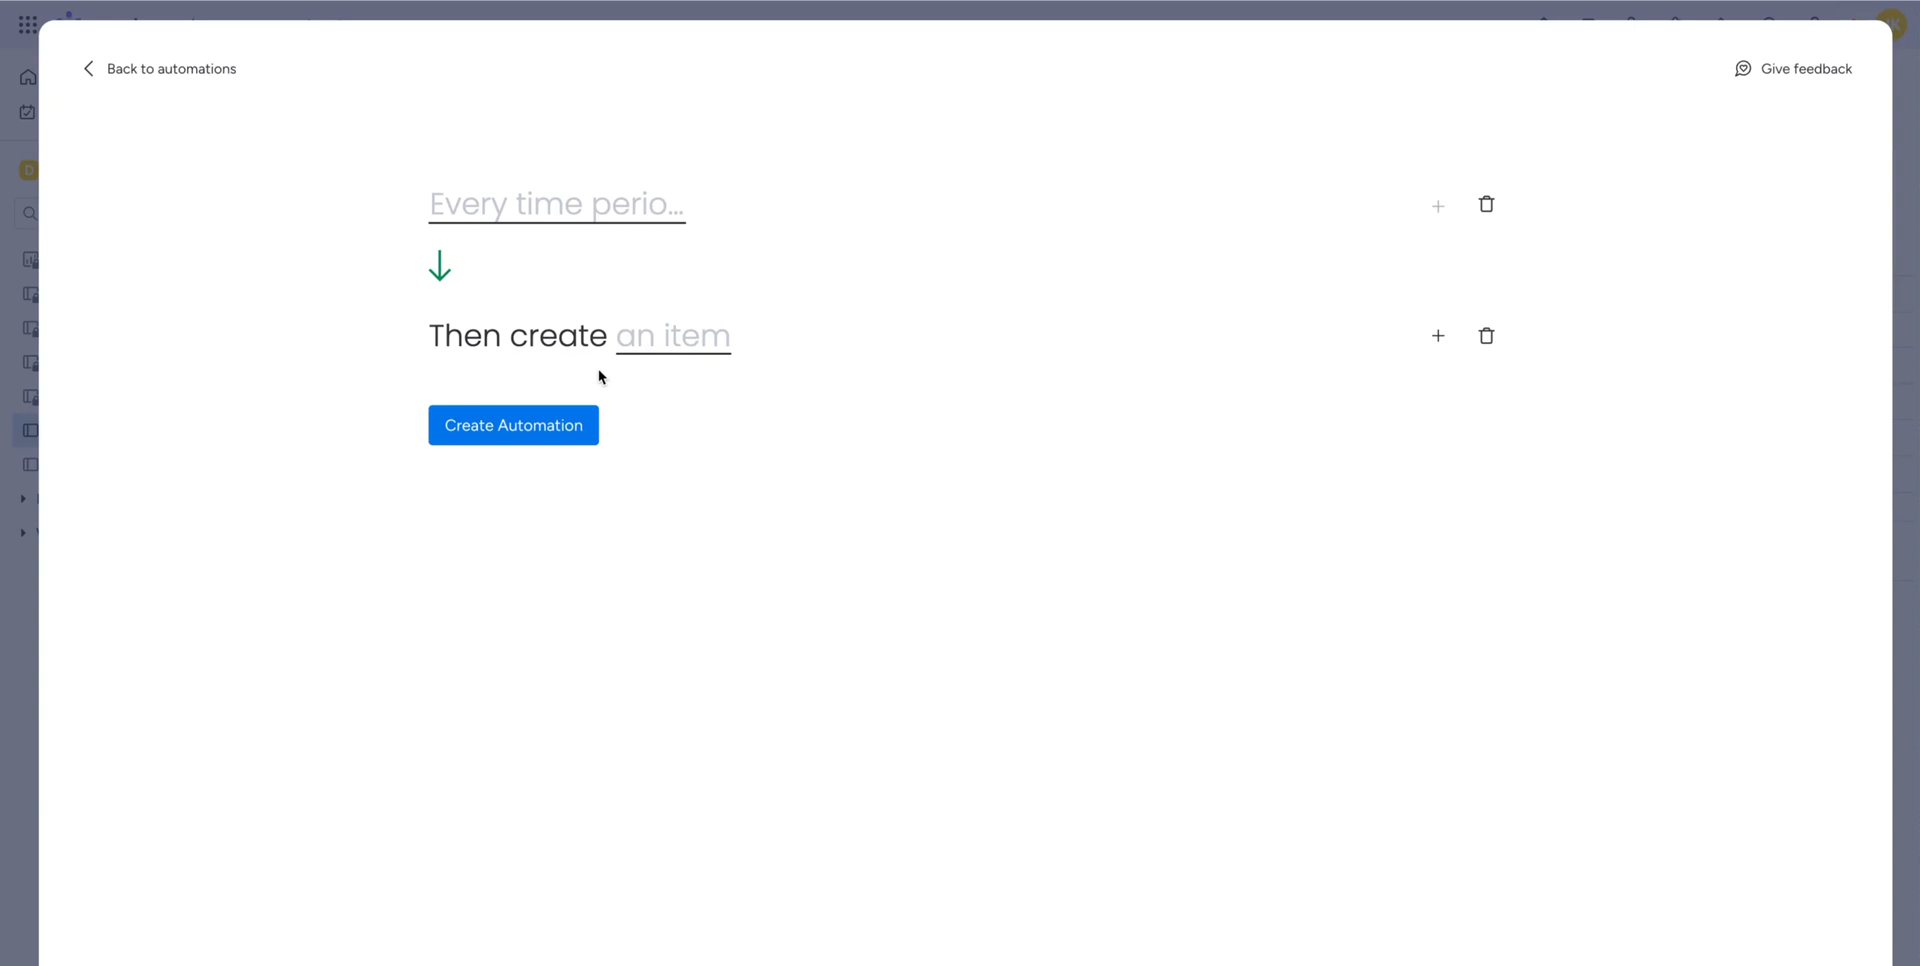 Back to automations
Give feedback
Every time perio...
Then create an item
Create Automation
D